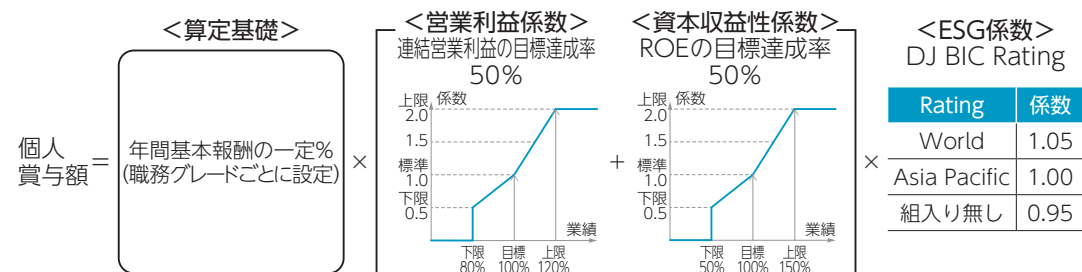 個人
賞与額
=
<算定基礎>
年間基本報酬の一定%
(職務グレードごとに設定)
×
<営業利益係数>
連結営業利益の目標達成率
50%
上限 係数
2.0
1.5
標準
1.0
下限
0.5
業績
下限 目標 上限
80% 100% 120%
+
<資本収益性係数>
ROEの目標達成率
50%
上限 係数
2.0
1.5
標準
1.0
下限
0.5
業績
下限 目標 上限
50% 100% 150%
×
<ESG係数>
DJ BIC Rating
Rating 係数
World 1.05
Asia Pacific 1.00
組入り無し 0.95